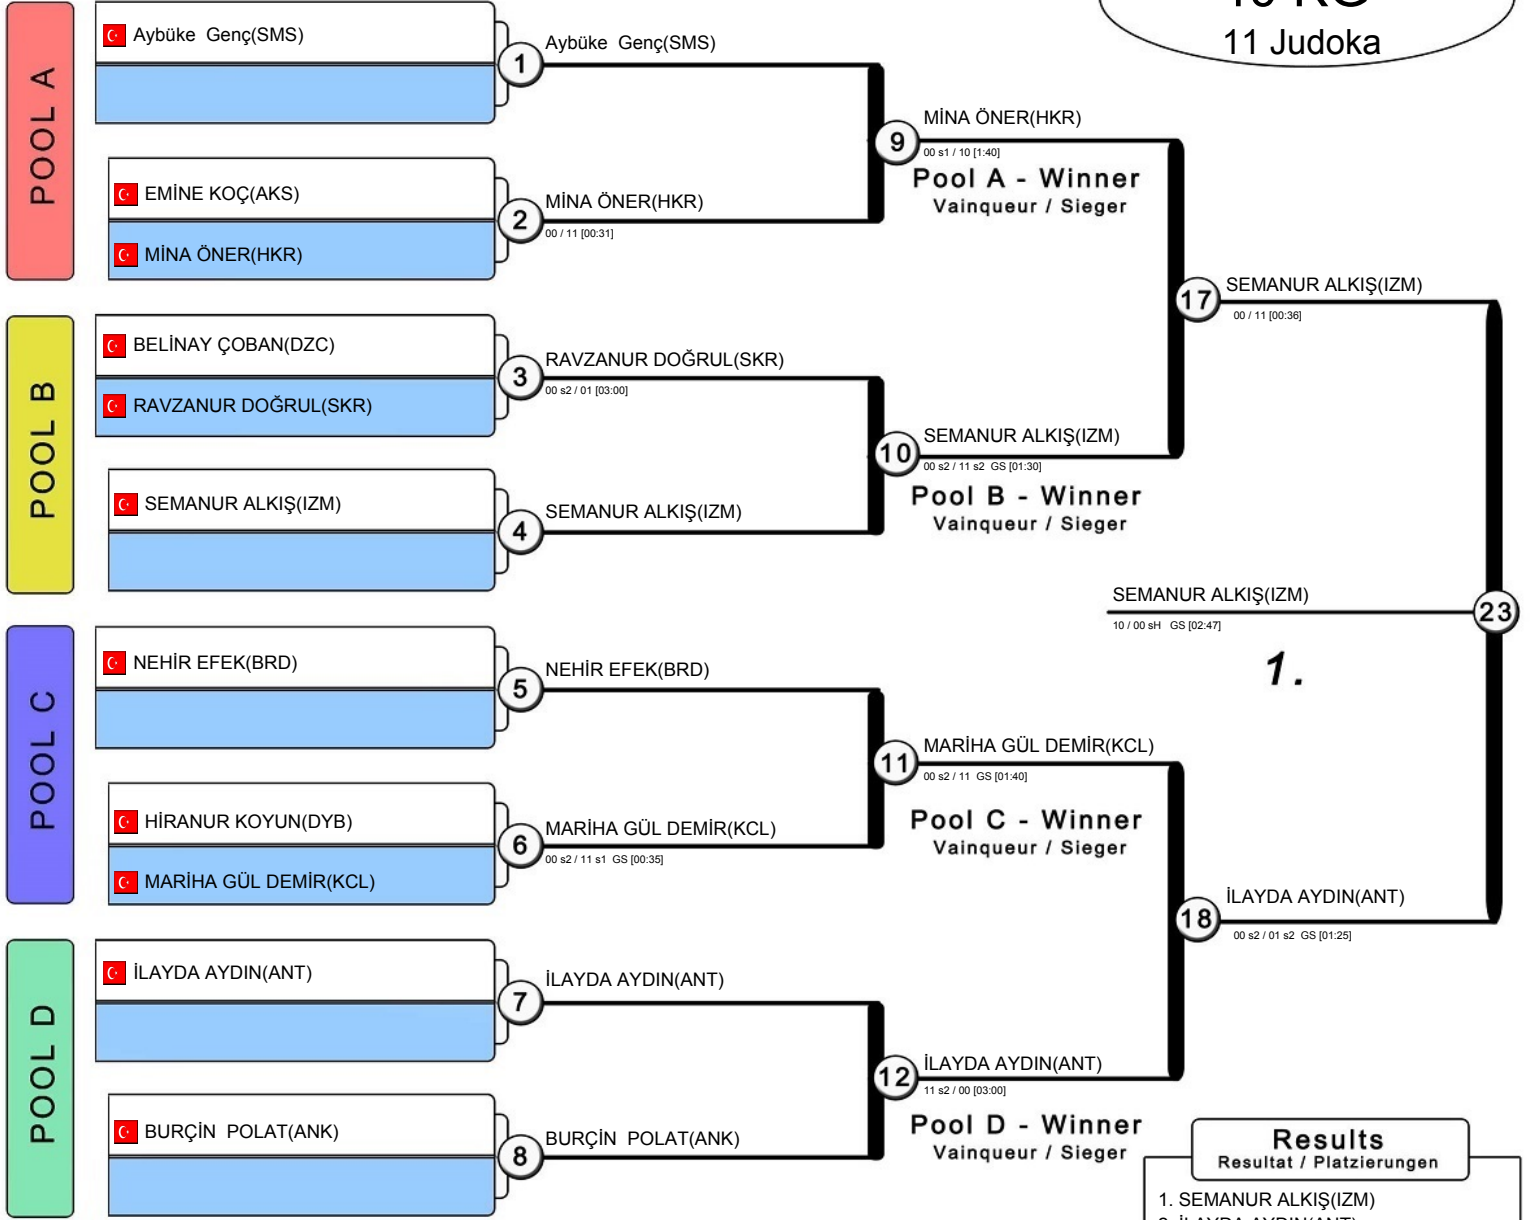 KG
11 Judoka
POOL A
Aybüke  Genç(SMS)
1
Aybüke  Genç(SMS)
EMİNE KOÇ(AKS)
MİNA ÖNER(HKR)
2
MİNA ÖNER(HKR)
00 / 11 [00:31]
9
MİNA ÖNER(HKR)
00 s1 / 10 [1:40]
Pool A - Winner
Vainqueur / Sieger
POOL B
BELİNAY ÇOBAN(DZC)
RAVZANUR DOĞRUL(SKR)
3
RAVZANUR DOĞRUL(SKR)
00 s2 / 01 [03:00]
SEMANUR ALKIŞ(IZM)
4
SEMANUR ALKIŞ(IZM)
10
SEMANUR ALKIŞ(IZM)
00 s2 / 11 s2  GS [01:30]
Pool B - Winner
Vainqueur / Sieger
17
SEMANUR ALKIŞ(IZM)
00 / 11 [00:36]
SEMANUR ALKIŞ(IZM)
10 / 00 sH   GS [02:47]
23
1.
POOL C
NEHİR EFEK(BRD)
5
NEHİR EFEK(BRD)
HİRANUR KOYUN(DYB)
MARİHA GÜL DEMİR(KCL)
6
MARİHA GÜL DEMİR(KCL)
00 s2 / 11 s1  GS [00:35]
11
MARİHA GÜL DEMİR(KCL)
00 s2 / 11  GS [01:40]
Pool C - Winner
Vainqueur / Sieger
18
İLAYDA AYDIN(ANT)
00 s2 / 01 s2  GS [01:25]
POOL D
İLAYDA AYDIN(ANT)
7
İLAYDA AYDIN(ANT)
BURÇİN  POLAT(ANK)
8
BURÇİN  POLAT(ANK)
12
İLAYDA AYDIN(ANT)
11 s2 / 00 [03:00]
Pool D - Winner
Vainqueur / Sieger
Results
Resultat / Platzierungen
1. SEMANUR ALKIŞ(IZM)
2. İLAYDA AYDIN(ANT)